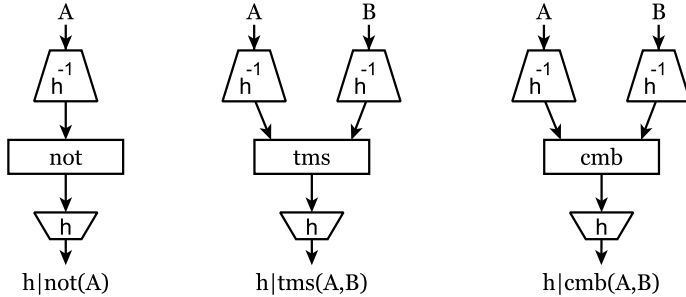 A
A B
A B
h⁻¹
h⁻¹ h⁻¹
h⁻¹ h⁻¹
not
tms
cmb
h
h
h
h|not(A)
h|tms(A,B)
h|cmb(A,B)